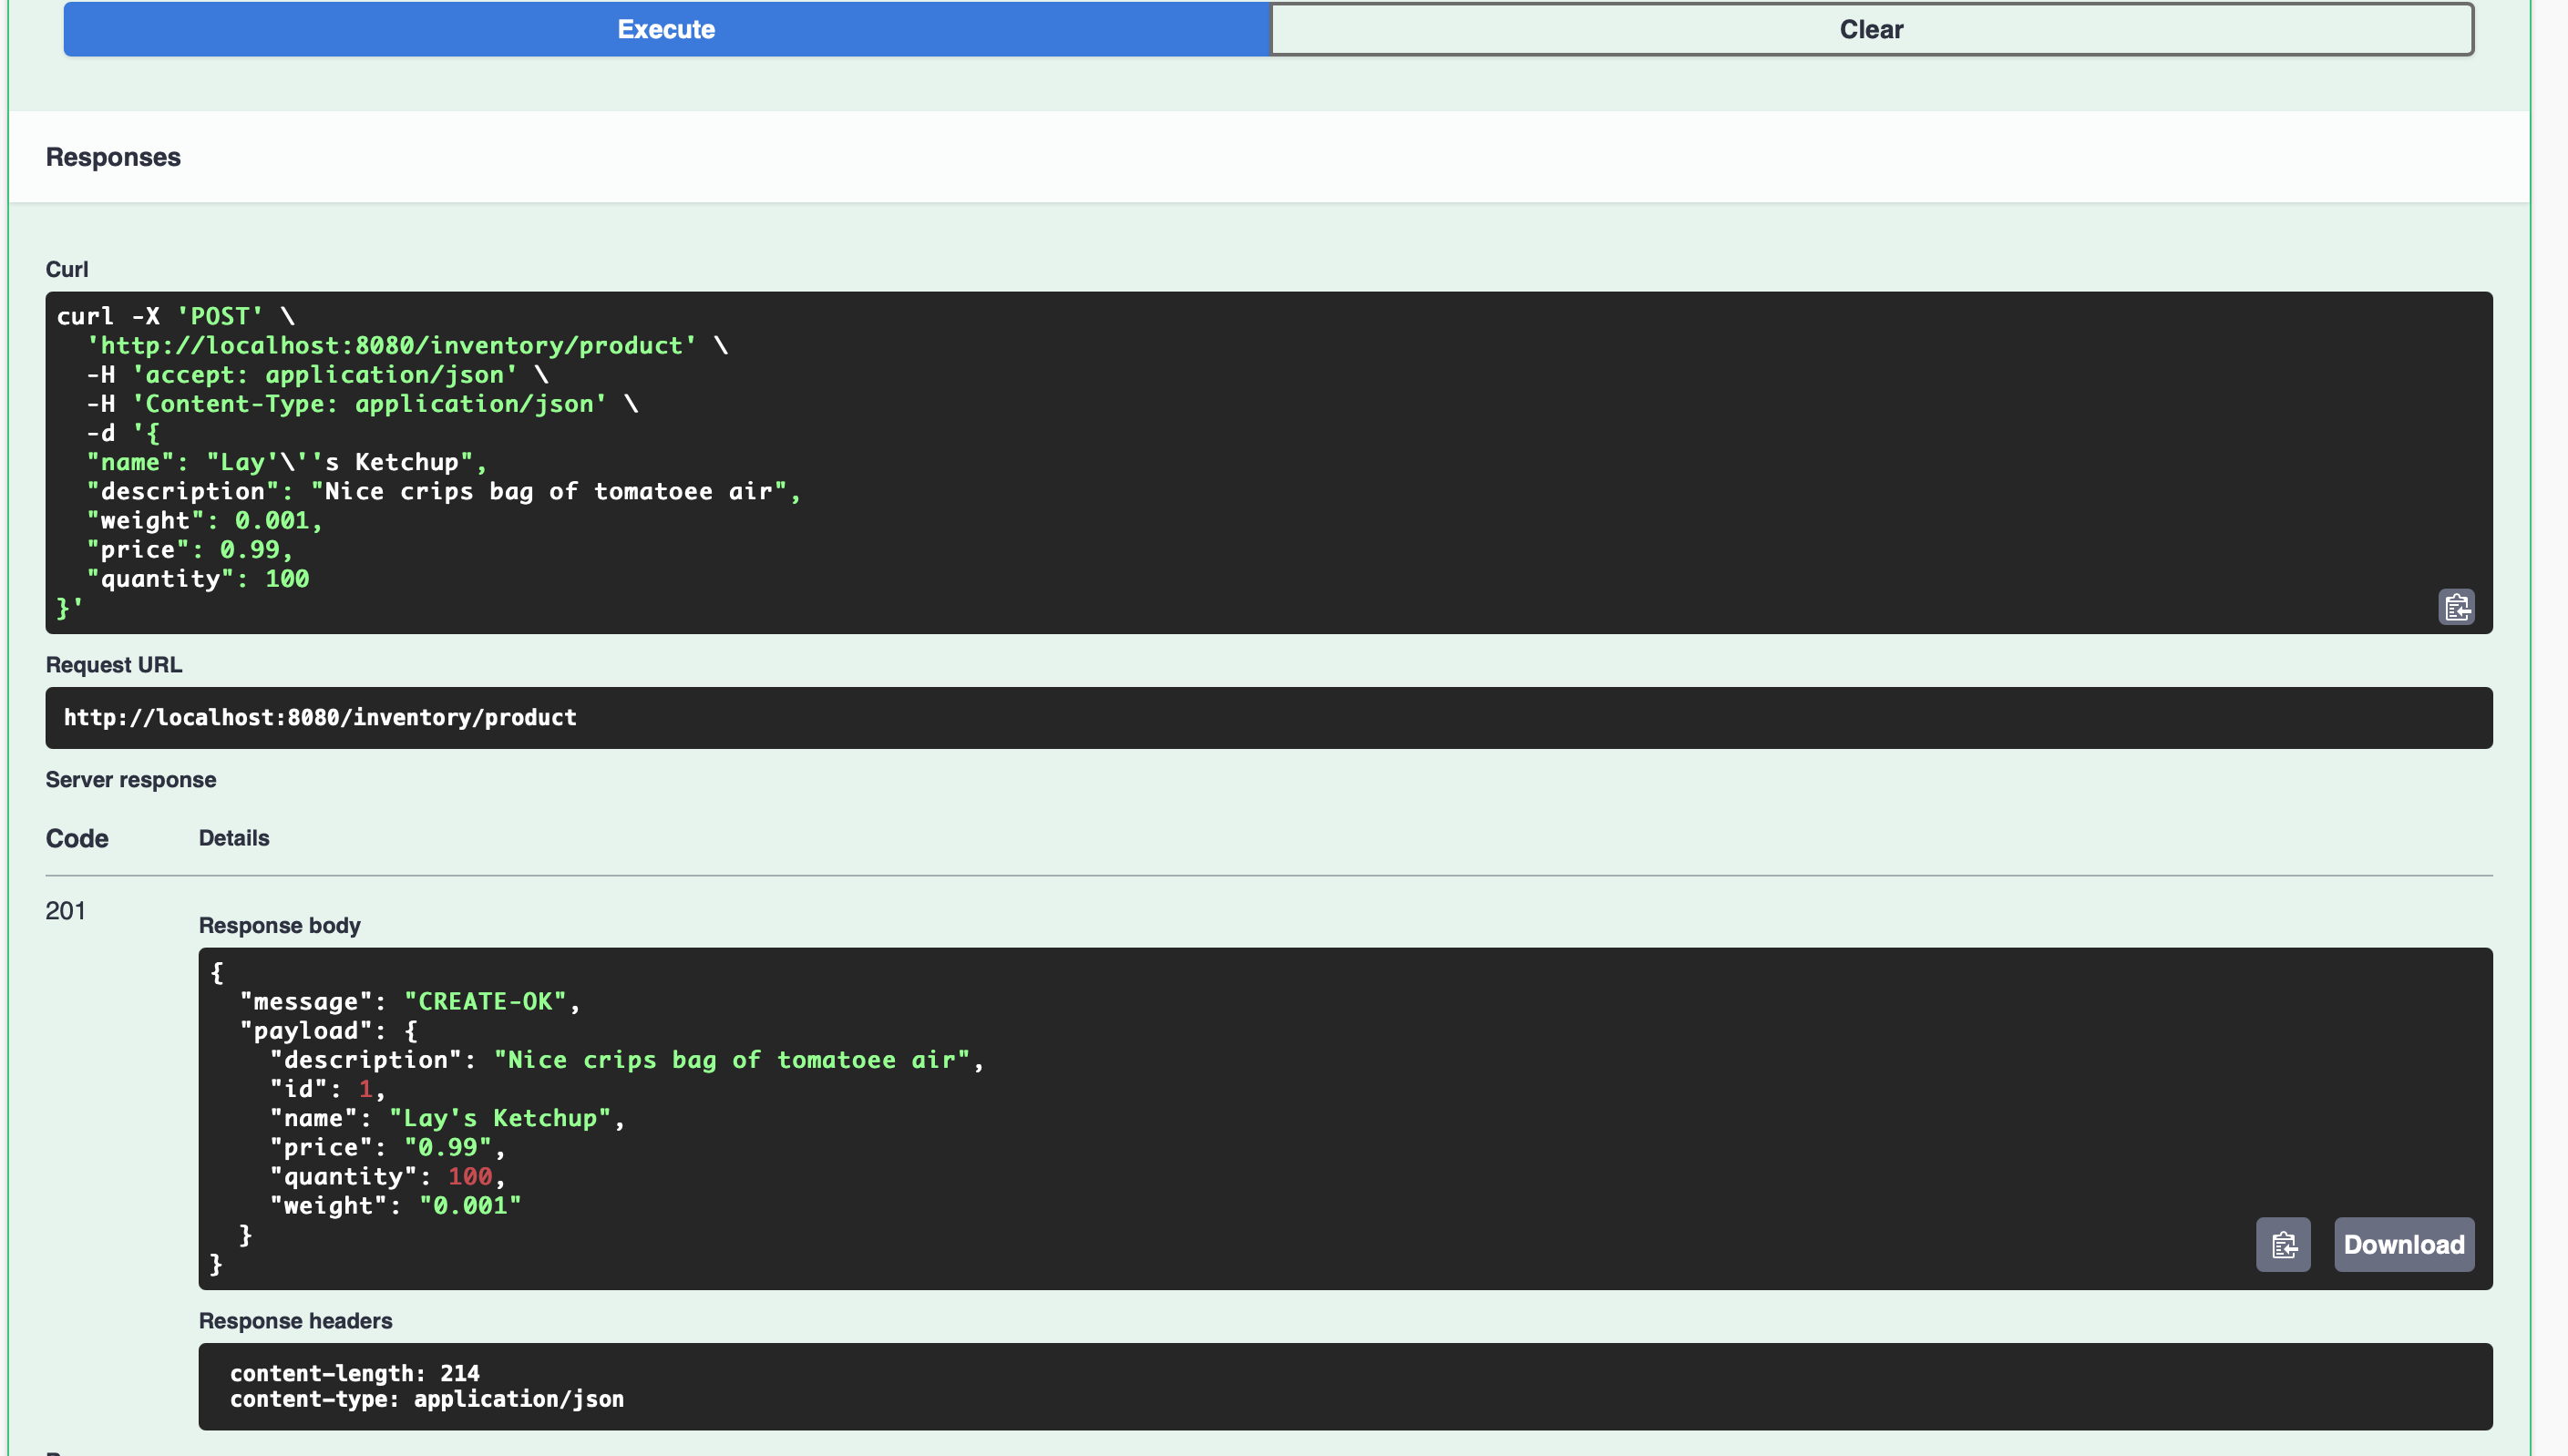 Execute
Clear
Responses
Curl
curl -X 'POST' \
  'http://localhost:8080/inventory/product' \
  -H 'accept: application/json' \
  -H 'Content-Type: application/json' \
  -d '{
  "name": "Lay'\''s Ketchup",
  "description": "Nice crips bag of tomatoee air",
  "weight": 0.001,
  "price": 0.99,
  "quantity": 100
}'
Request URL
http://localhost:8080/inventory/product
Server response
Code Details
201
Response body
{
  "message": "CREATE-OK",
  "payload": {
    "description": "Nice crips bag of tomatoee air",
    "id": 1,
    "name": "Lay's Ketchup",
    "price": "0.99",
    "quantity": 100,
    "weight": "0.001"
  }
}
Download
Response headers
content-length: 214
content-type: application/json